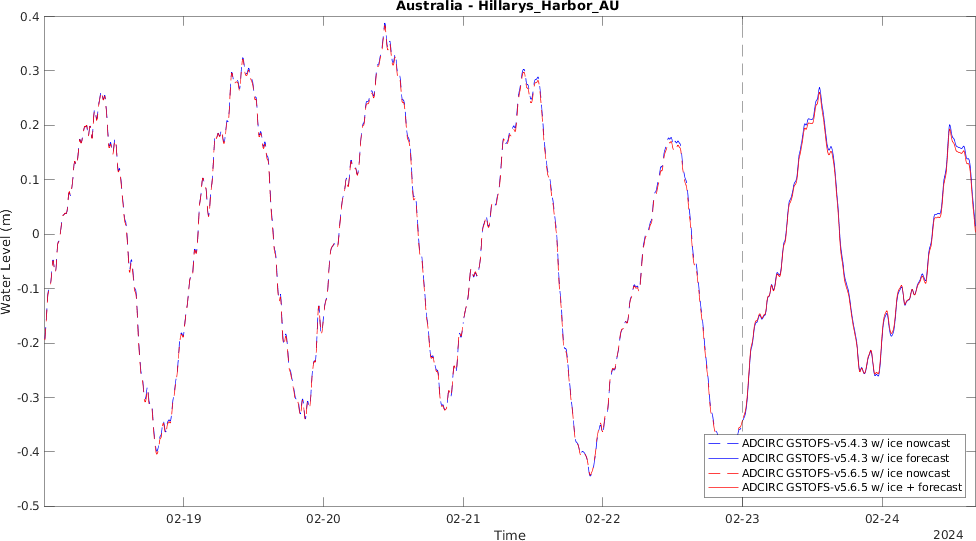 Australia - Hillarys_Harbor_AU
0.4
0.3
0.2
0.1
0
-0.1
-0.2
-0.3
-0.4
-0.5
Water Level (m)
ADCIRC GSTOFS-v5.4.3 w/ ice nowcast
ADCIRC GSTOFS-v5.4.3 w/ ice forecast
ADCIRC GSTOFS-v5.6.5 w/ ice nowcast
ADCIRC GSTOFS-v5.6.5 w/ ice + forecast
02-19 02-20 02-21 02-22 02-23 02-24
Time
2024